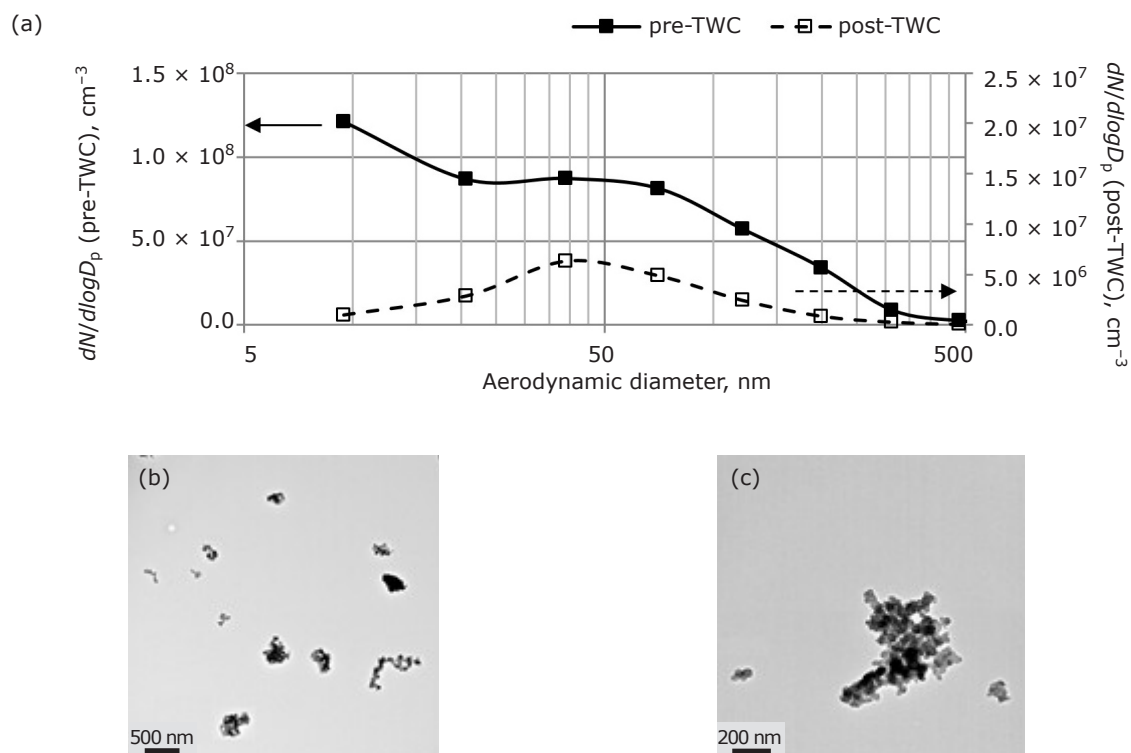 (a)
pre-TWC
post-TWC
dN/dlogDₚ (pre-TWC), cm⁻³
1.5 × 10⁸
1.0 × 10⁸
5.0 × 10⁷
0.0
2.5 × 10⁷
2.0 × 10⁷
1.5 × 10⁷
1.0 × 10⁷
5.0 × 10⁶
0.0
dN/dlogDₚ
(post-TWC), cm⁻³
5
50
500
Aerodynamic diameter, nm
(b)
500 nm
(c)
200 nm